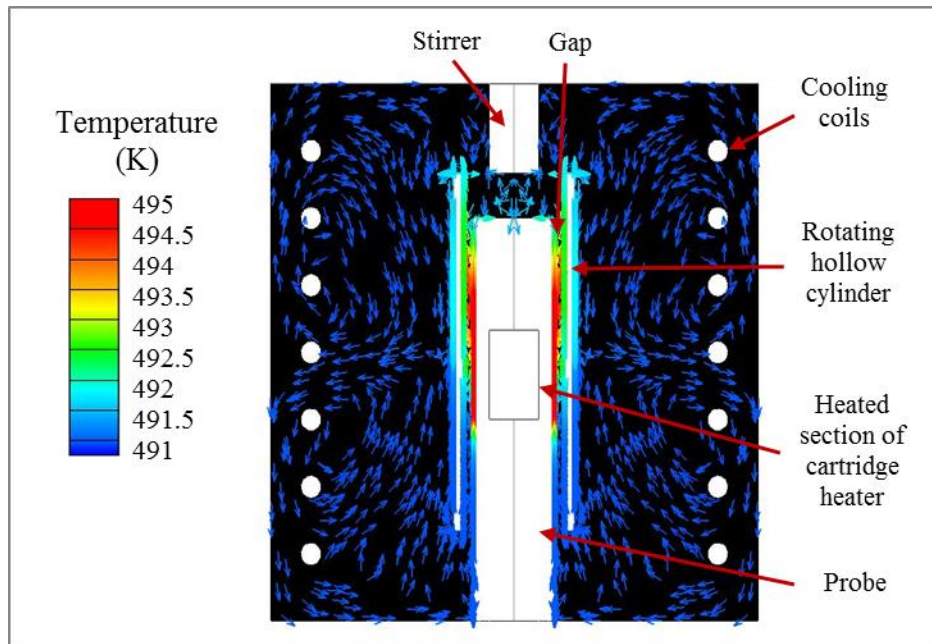 Stirrer
Gap
Cooling
coils
Temperature
(K)
495
494.5
494
493.5
493
492.5
492
491.5
491
Rotating
hollow
cylinder
Heated
section of
cartridge
heater
Probe